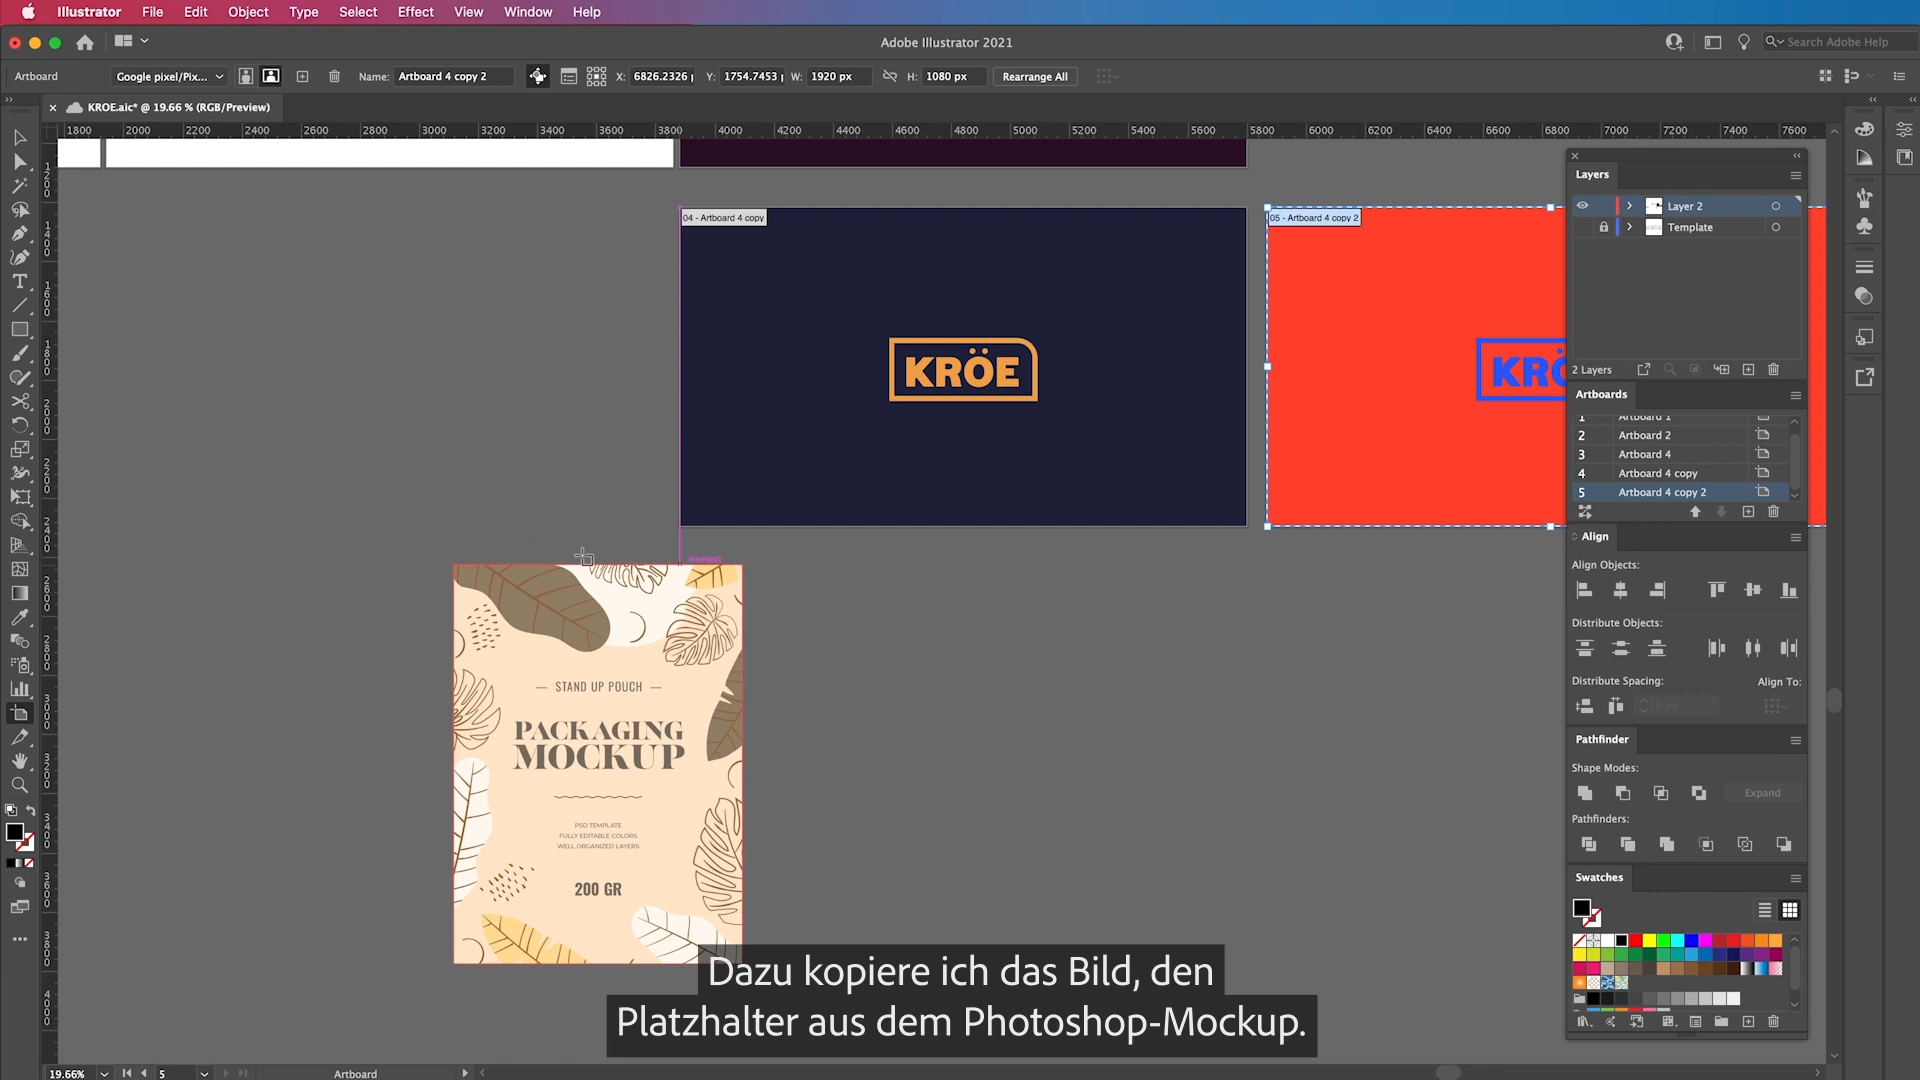 Illustrator File Edit Object Type Select Effect View Window Help
Adobe Illustrator 2021
Search Adobe Help
Artboard Google pixel/Pix... Name: Artboard 4 copy 2 X: 6826.2326 Y: 1754.7453 W: 1920 px H: 1080 px Rearrange All
KRÖE.aic* @ 19.66 % (RGB/Preview)
1800 2000 2200 2400 2600 2800 3000 3200 3400 3600 3800 4000 4200 4400 4600 4800 5000 5200 5400 5600 5800 6000 6200 6400 6600 6800 7000 7200 7400 7600
04 - Artboard 4 copy
05 - Artboard 4 copy 2
KRÖE
KRÖ
intersect
— STAND UP POUCH —
PACKAGING
MOCKUP
PSD TEMPLATE
FULLY EDITABLE COLORS
WELL ORGANIZED LAYERS
200 GR
Layers
Layer 2
Template
2 Layers
Artboards
1 Artboard 1
2 Artboard 2
3 Artboard 4
4 Artboard 4 copy
5 Artboard 4 copy 2
Align
Align Objects:
Distribute Objects:
Distribute Spacing: Align To:
0 px
Pathfinder
Shape Modes:
Expand
Pathfinders:
Swatches
Dazu kopiere ich das Bild, den
Platzhalter aus dem Photoshop-Mockup.
19.66% 5 Artboard